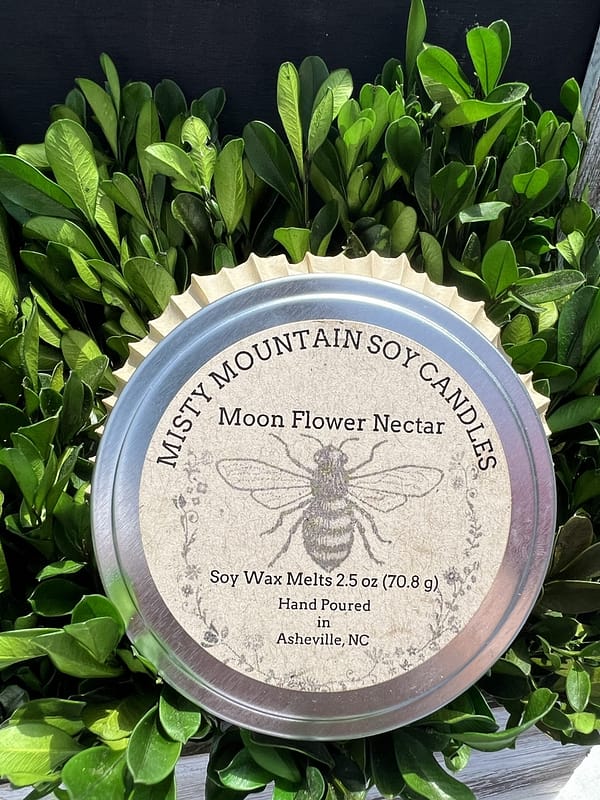 MISTY MOUNTAIN SOY CANDLES
Moon Flower Nectar
Soy Wax Melts 2.5 oz (70.8 g)
Hand Poured
in
Asheville, NC